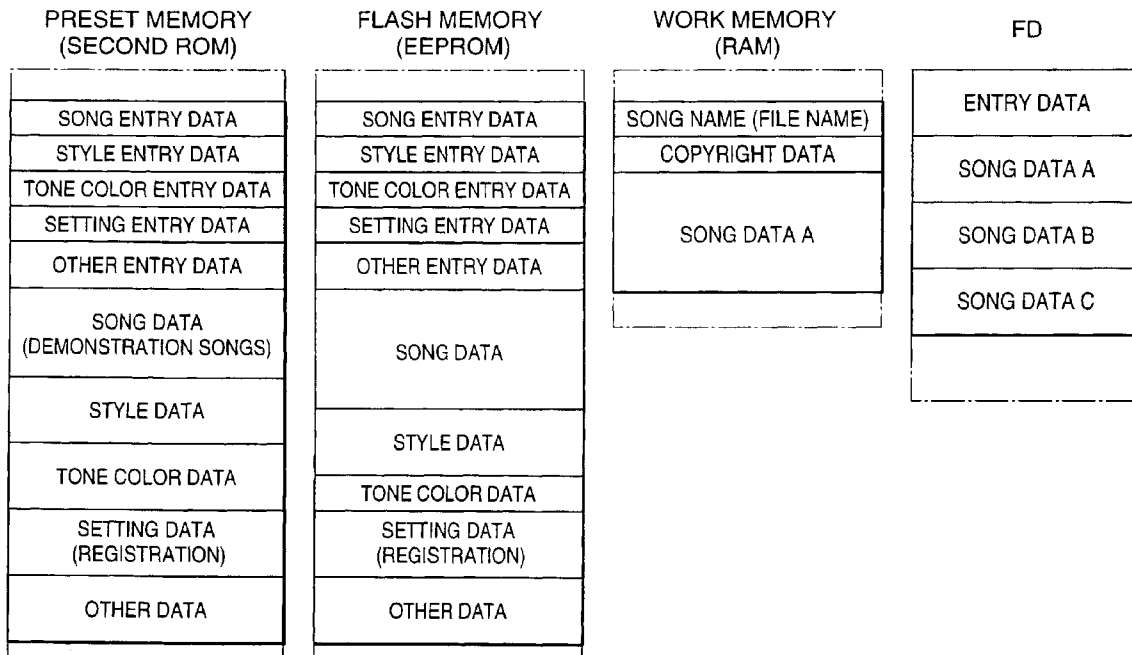 PRESET MEMORY
(SECOND ROM)
SONG ENTRY DATA
STYLE ENTRY DATA
TONE COLOR ENTRY DATA
SETTING ENTRY DATA
OTHER ENTRY DATA
SONG DATA
(DEMONSTRATION SONGS)
STYLE DATA
TONE COLOR DATA
SETTING DATA
(REGISTRATION)
OTHER DATA
FLASH MEMORY
(EEPROM)
SONG ENTRY DATA
STYLE ENTRY DATA
TONE COLOR ENTRY DATA
SETTING ENTRY DATA
OTHER ENTRY DATA
SONG DATA
STYLE DATA
TONE COLOR DATA
SETTING DATA
(REGISTRATION)
OTHER DATA
WORK MEMORY
(RAM)
SONG NAME (FILE NAME)
COPYRIGHT DATA
SONG DATA A
FD
ENTRY DATA
SONG DATA A
SONG DATA B
SONG DATA C